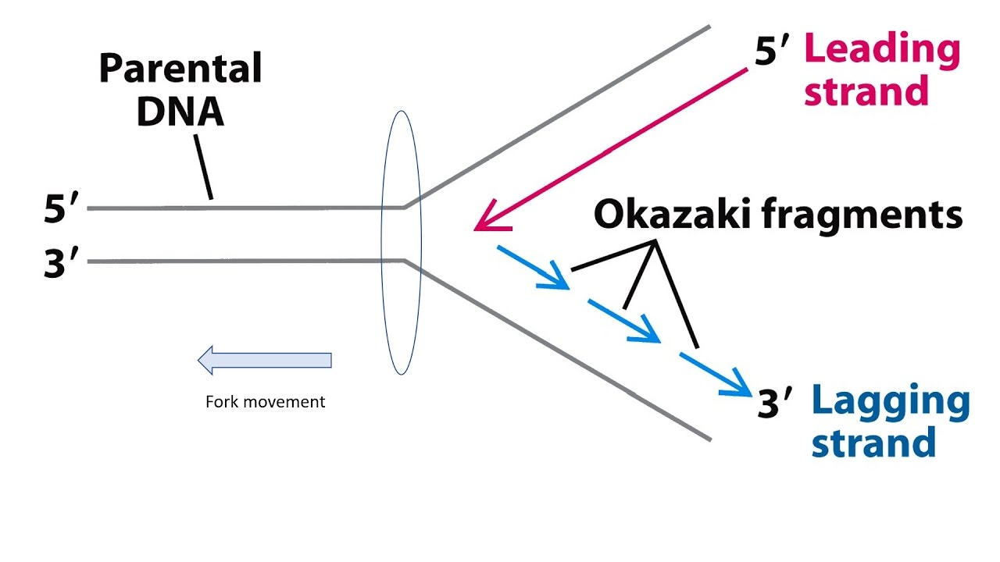 Parental
DNA
5′
3′
Fork movement
5′ Leading
strand
Okazaki fragments
3′ Lagging
strand